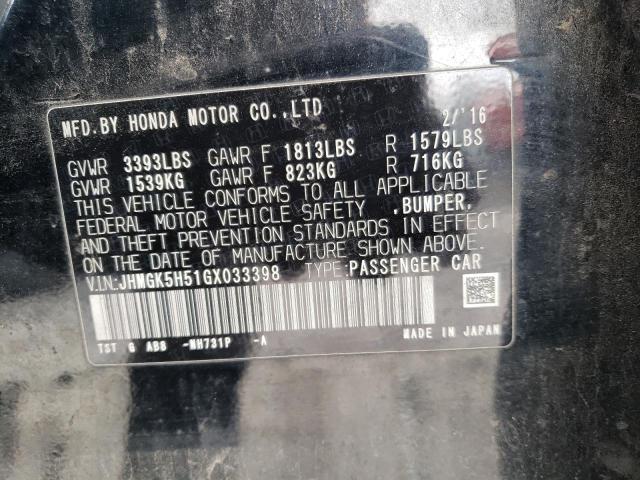 MFD.BY HONDA MOTOR CO.,LTD 2/'16
GVWR 3393LBS GAWR F 1813LBS R 1579LBS
GVWR 1539KG GAWR F 823KG R 716KG
THIS VEHICLE CONFORMS TO ALL APPLICABLE
FEDERAL MOTOR VEHICLE SAFETY ,BUMPER,
AND THEFT PREVENTION STANDARDS IN EFFECT
ON THE DATE OF MANUFACTURE SHOWN ABOVE.
V.I.N:JHMGK5H51GX033398 TYPE:PASSENGER CAR
TST G ABS -NH731P -A MADE IN JAPAN